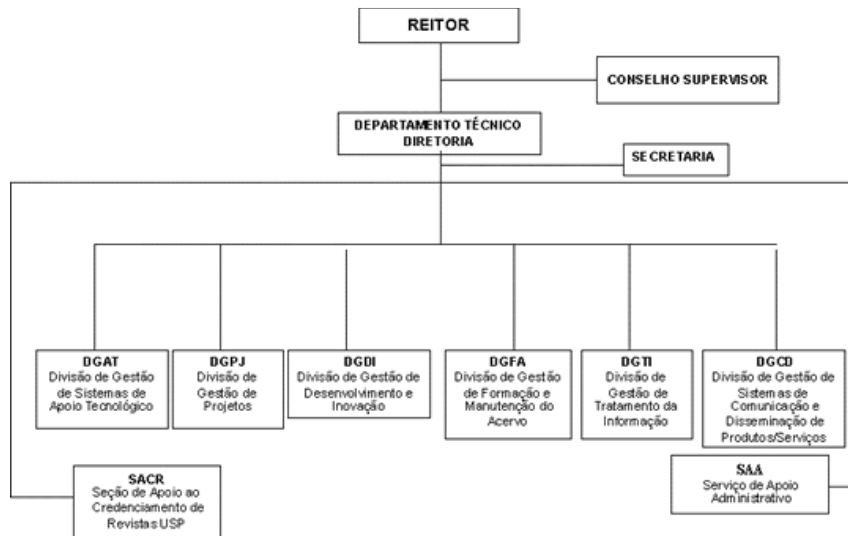 REITOR
CONSELHO SUPERVISOR
DEPARTAMENTO TÉCNICO
DIRETORIA
SECRETARIA
DGAT
Divisão de Gestão
de Sistemas de
Apoio Tecnológico
DGPJ
Divisão de
Gestão de
Projetos
DGDI
Divisão de Gestão de
Desenvolvimento e
Inovação
DGFA
Divisão de Gestão
de Formação e
Manutenção do
Acervo
DGTI
Divisão de
Gestão de
Tratamento da
Informação
DGCD
Divisão de Gestão de
Sistemas de
Comunicação e
Disseminação de
Produtos/Serviços
SACR
Seção de Apoio ao
Credenciamento de
Revistas USP
SAA
Serviço de Apoio
Administrativo